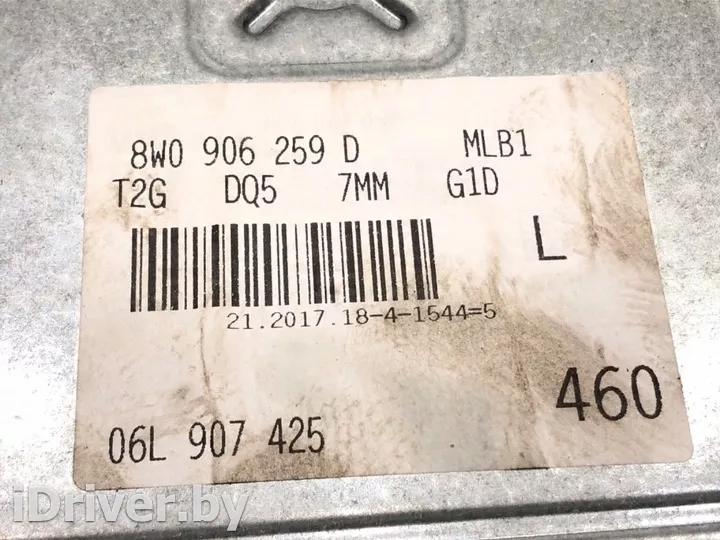 8W0 906 259 D MLB1
T2G DQ5 7MM G1D
L
21.2017.18-4-1544=5
460
06L 907 425
iDriver.by